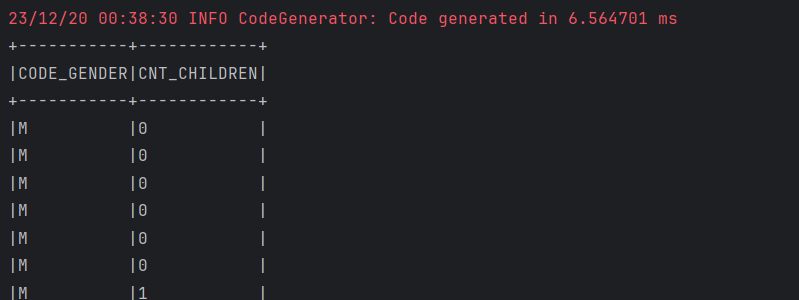 23/12/20 00:38:30 INFO CodeGenerator: Code generated in 6.564701 ms
+-----------+------------+
|CODE_GENDER|CNT_CHILDREN|
+-----------+------------+
|M          |0           |
|M          |0           |
|M          |0           |
|M          |0           |
|M          |0           |
|M          |0           |
|M          |1           |